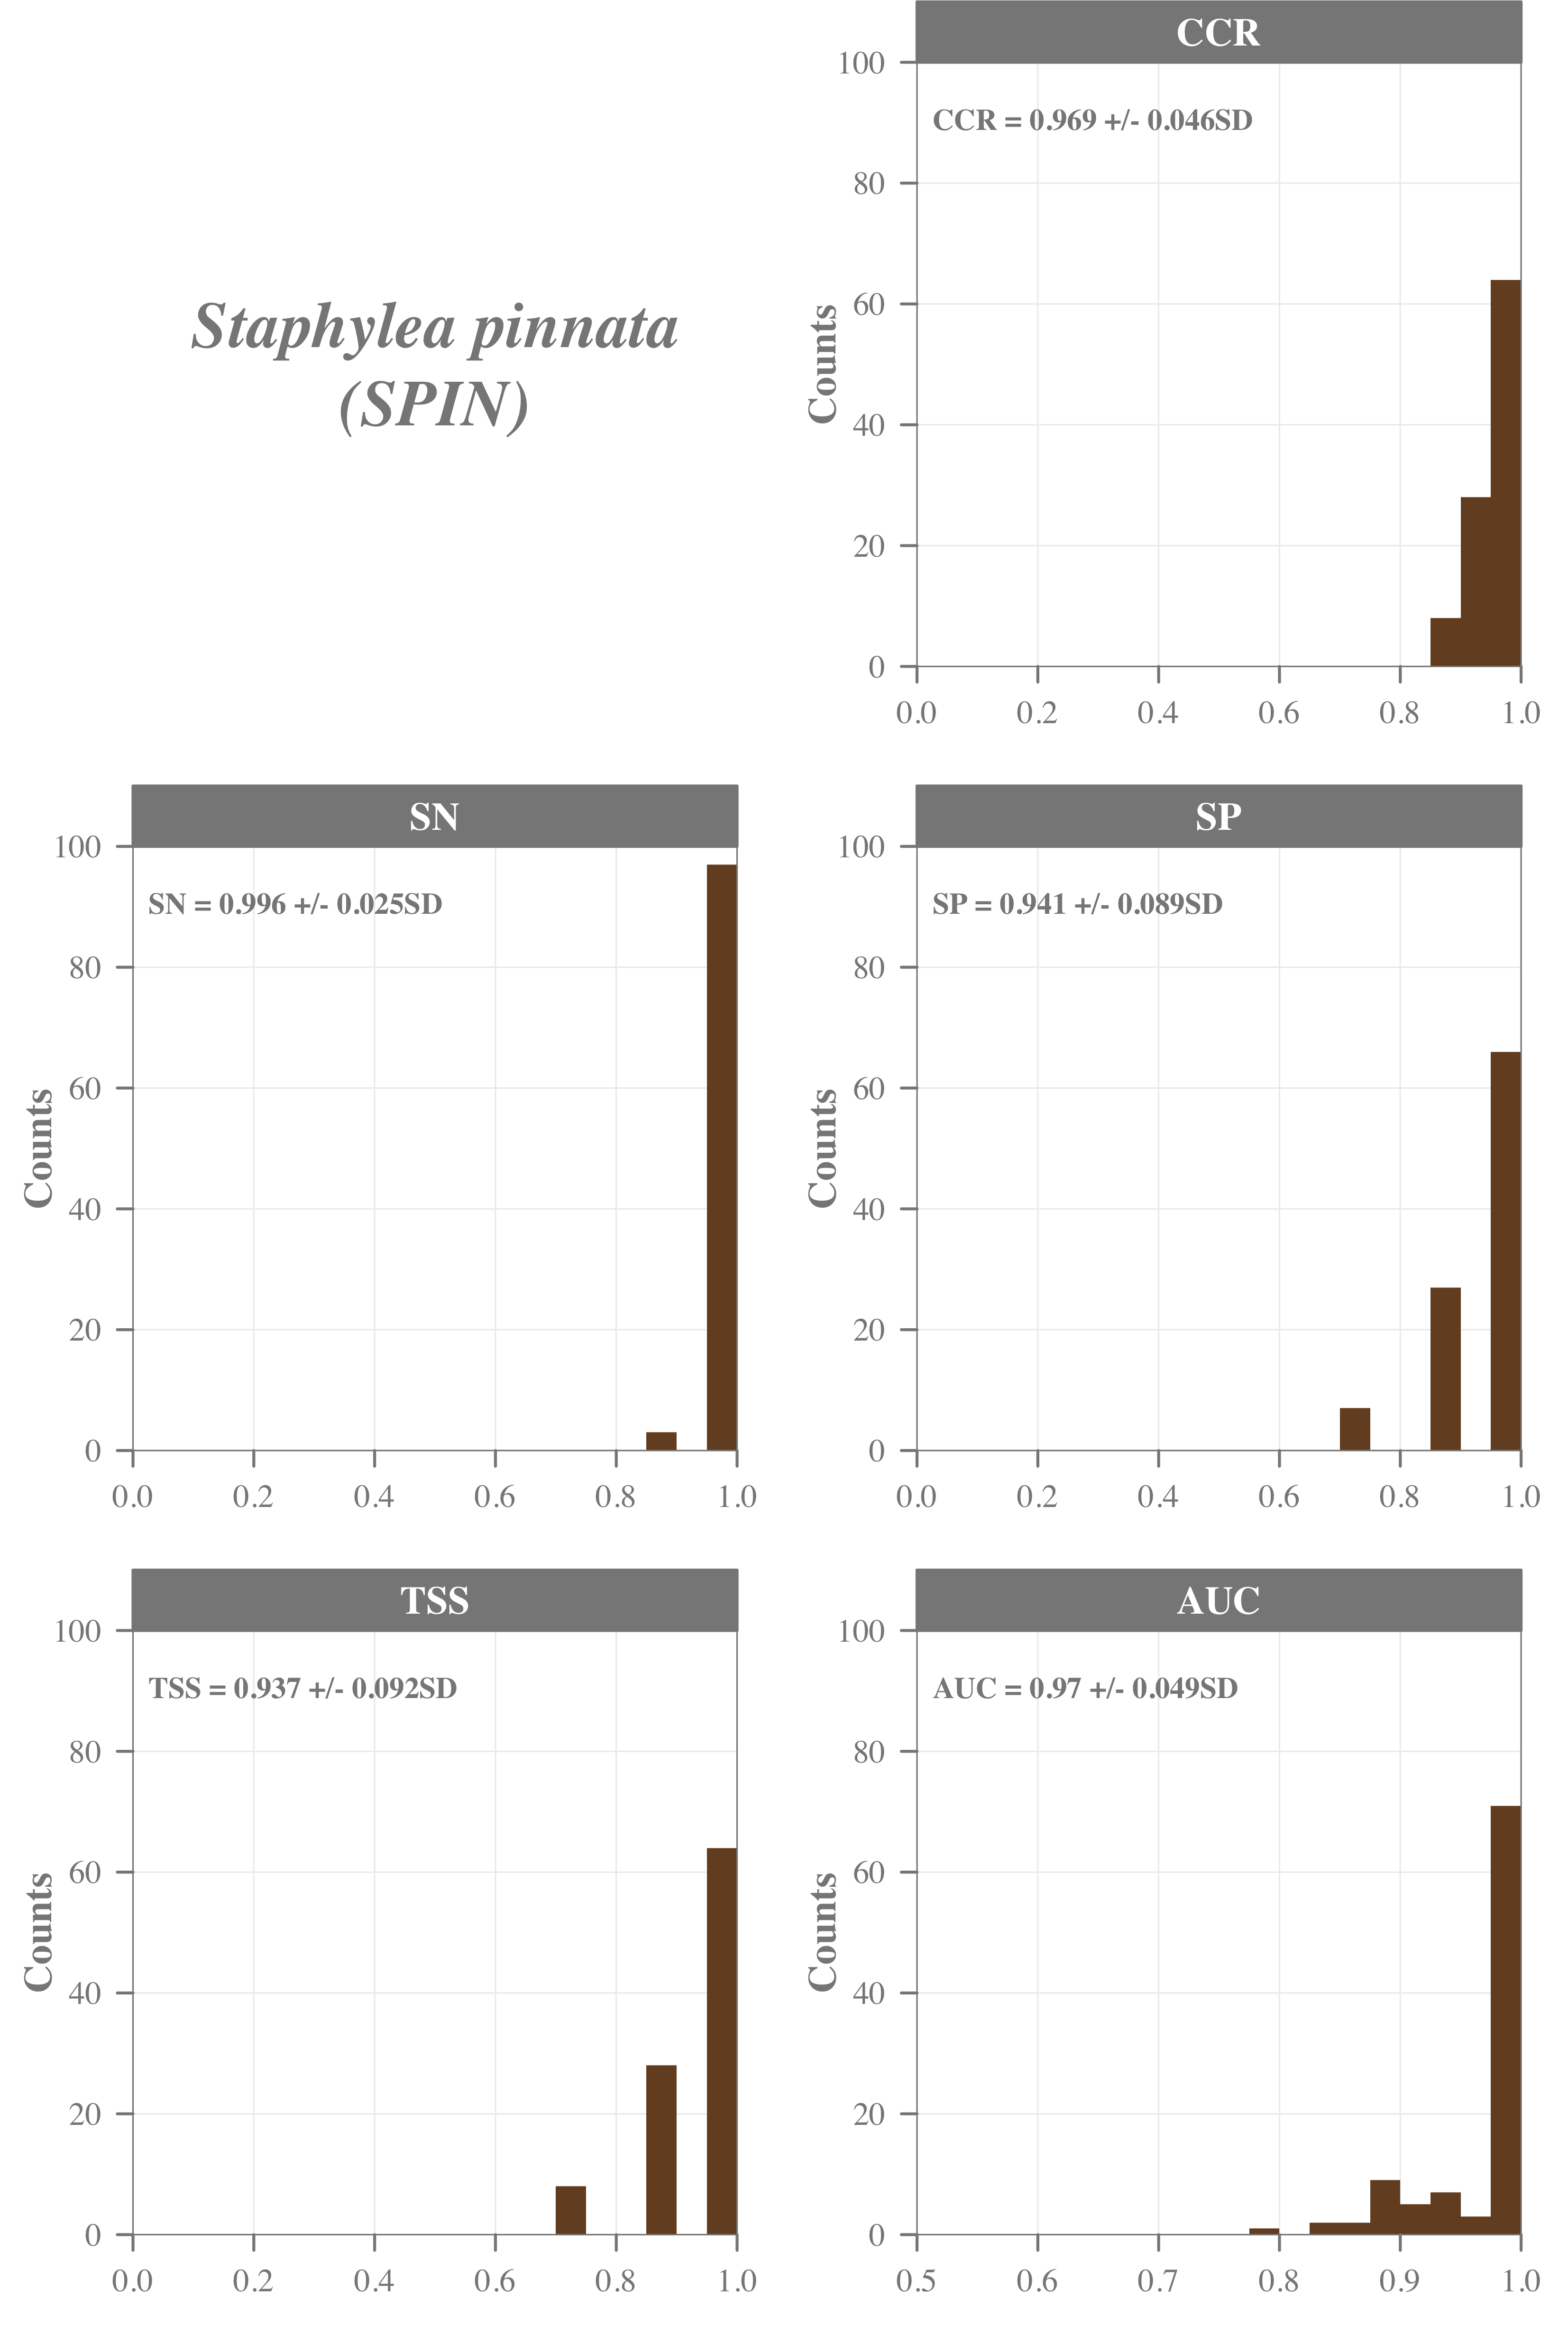 Staphylea pinnata
(SPIN)
CCR
CCR = 0.969 +/- 0.046SD
Counts
100
80
60
40
20
0
0.0 0.2 0.4 0.6 0.8 1.0
SN
SN = 0.996 +/- 0.025SD
Counts
100
80
60
40
20
0
0.0 0.2 0.4 0.6 0.8 1.0
SP
SP = 0.941 +/- 0.089SD
Counts
100
80
60
40
20
0
0.0 0.2 0.4 0.6 0.8 1.0
TSS
TSS = 0.937 +/- 0.092SD
Counts
100
80
60
40
20
0
0.0 0.2 0.4 0.6 0.8 1.0
AUC
AUC = 0.97 +/- 0.049SD
Counts
100
80
60
40
20
0
0.5 0.6 0.7 0.8 0.9 1.0